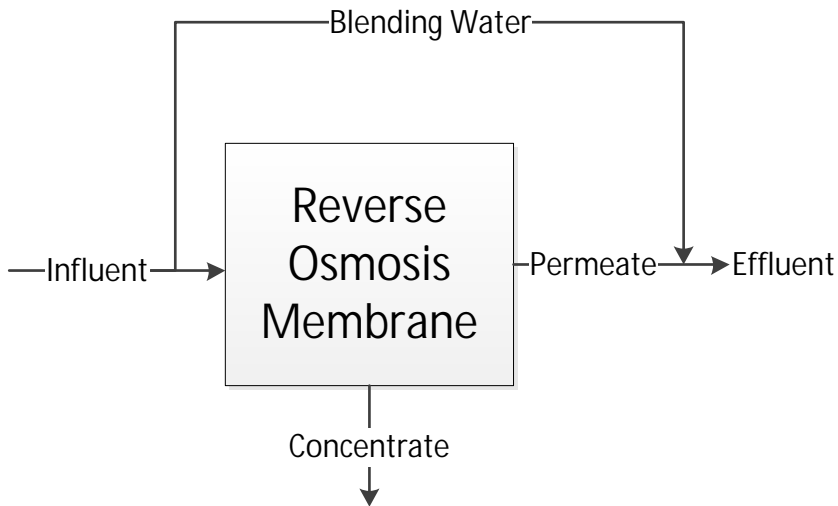 Blending Water
Reverse
Osmosis
Membrane
Influent
Permeate
Effluent
Concentrate